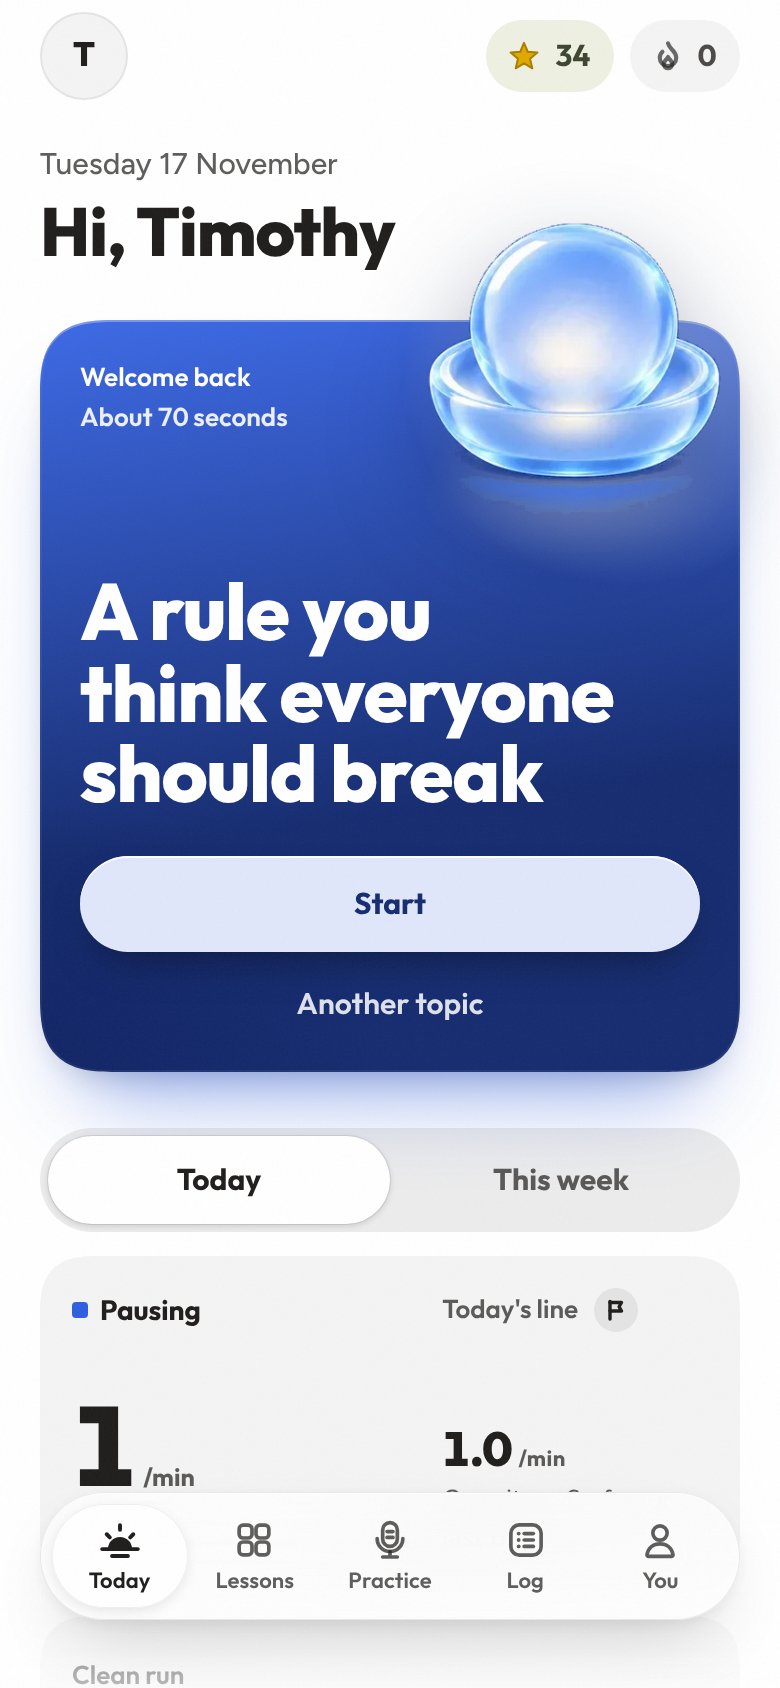 T
34
0
Tuesday 17 November
Hi, Timothy
Welcome back
About 70 seconds
A rule you
think everyone
should break
Start
Another topic
Today
This week
Pausing
Today's line
1 /min
1.0 /min
Today
Lessons
Practice
Log
You
Clean run